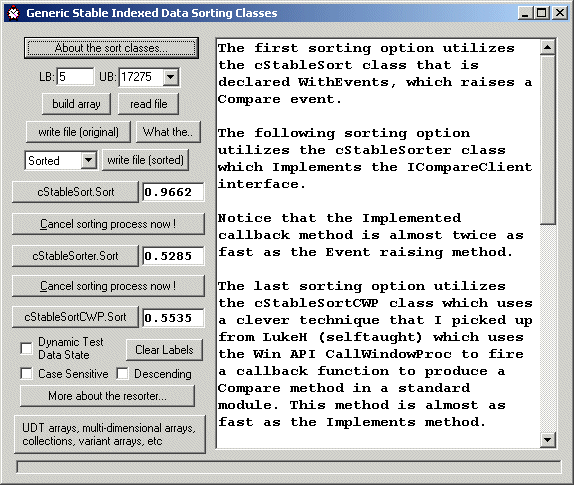 Generic Stable Indexed Data Sorting Classes
About the sort classes...
LB: 5 UB: 17275
build array read file
write file (original) What the..
Sorted write file (sorted)
cStableSort.Sort 0.9662
Cancel sorting process now !
cStableSorter.Sort 0.5285
Cancel sorting process now !
cStableSortCWP.Sort 0.5535
Dynamic Test
Data State
Clear Labels
Case Sensitive Descending
More about the resorter...
UDT arrays, multi-dimensional arrays,
collections, variant arrays, etc
The first sorting option utilizes
the cStableSort class that is
declared WithEvents, which raises a
Compare event.
The following sorting option
utilizes the cStableSorter class
which Implements the ICompareClient
interface.
Notice that the Implemented
callback method is almost twice as
fast as the Event raising method.
The last sorting option utilizes
the cStableSortCWP class which uses
a clever technique that I picked up
from LukeH (selftaught) which uses
the Win API CallWindowProc to fire
a callback function to produce a
Compare method in a standard
module. This method is almost as
fast as the Implements method.